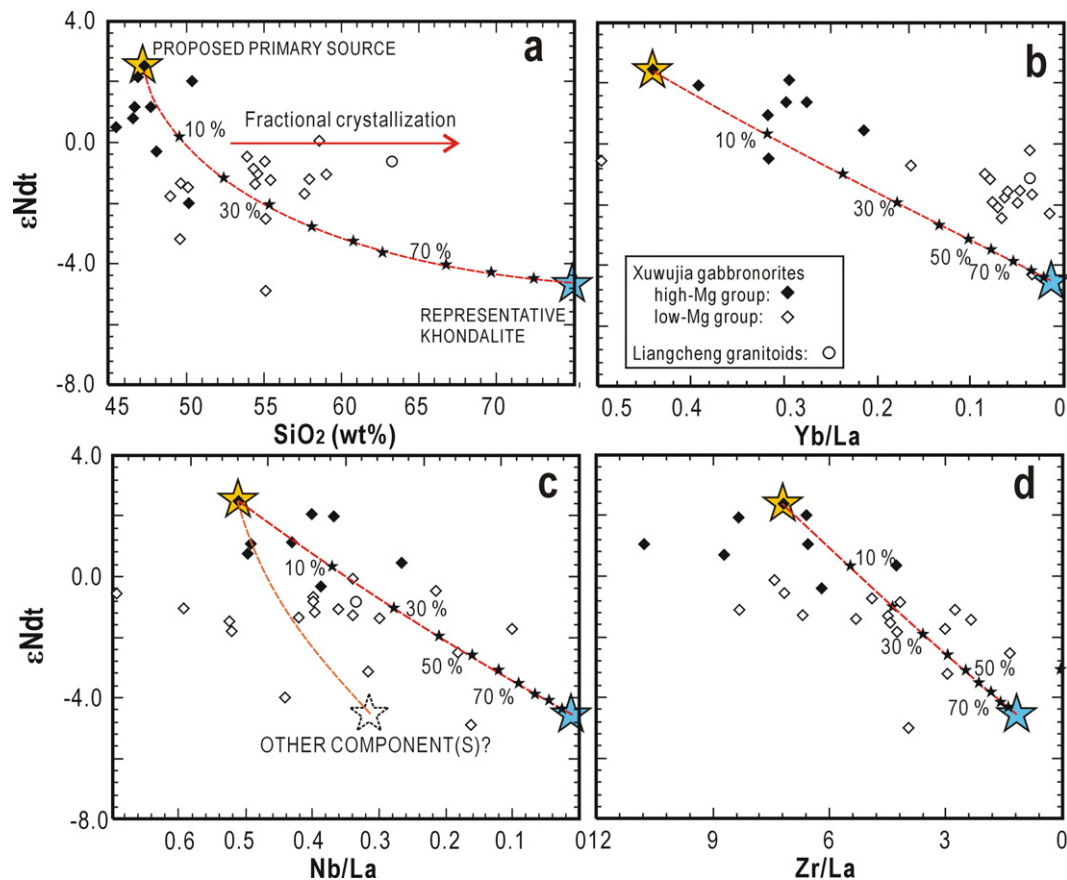 a
PROPOSED PRIMARY SOURCE
4.0
0.0
-4.0
-8.0
εNdt
10 %
30 %
70 %
Fractional crystallization
REPRESENTATIVE
KHONDALITE
45 50 55 60 65 70
SiO2 (wt%)
b
10 %
30 %
50 %
70 %
Xuwujia gabbronorites
high-Mg group:
low-Mg group:
Liangcheng granitoids:
0.5 0.4 0.3 0.2 0.1 0
Yb/La
c
4.0
0.0
-4.0
-8.0
εNdt
10 %
30 %
50 %
70 %
OTHER COMPONENT(S)?
0.6 0.5 0.4 0.3 0.2 0.1 0
Nb/La
d
10 %
30 %
50 %
70 %
12 9 6 3 0
Zr/La